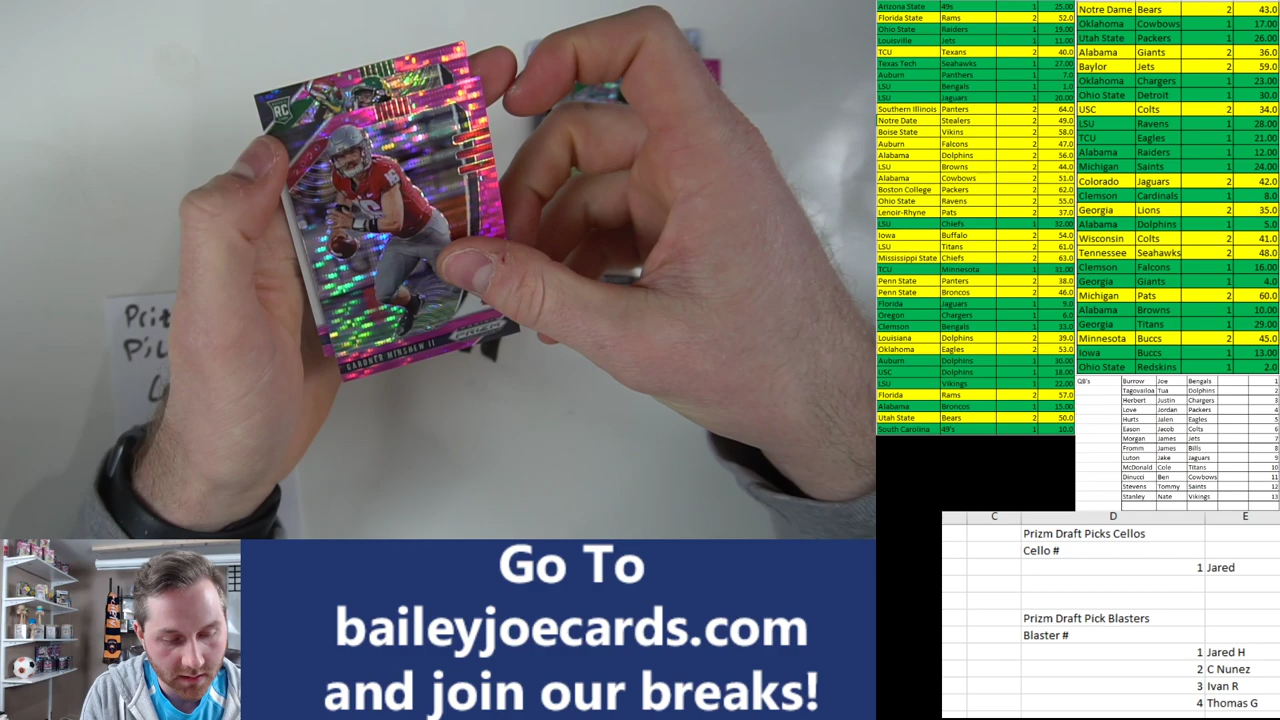 RC
GARDNER MINSHEW II
PRIZM
Arizona State 49s 1 25.00
Florida State Rams 2 52.0
Ohio State Raiders 1 19.00
Louisville Jets 1 11.00
TCU Texans 2 40.0
Texas Tech Seahawks 1 27.00
Auburn Panthers 1 7.0
LSU Bengals 1 1.0
LSU Jaguars 1 20.00
Southern Illinois Panters 2 64.0
Notre Date Stealers 2 49.0
Boise State Vikins 2 58.0
Auburn Falcons 2 47.0
Alabama Dolphins 2 56.0
LSU Browns 2 44.0
Alabama Cowbows 2 51.0
Boston College Packers 2 62.0
Ohio State Ravens 2 55.0
Lenoir-Rhyne Pats 2 37.0
LSU Chiefs 1 32.00
Iowa Buffalo 2 54.0
LSU Titans 2 61.0
Mississippi State Chiefs 2 63.0
TCU Minnesota 1 31.00
Penn State Panters 2 38.0
Penn State Broncos 2 46.0
Florida Jaguars 1 9.0
Oregon Chargers 1 6.0
Clemson Bengals 1 33.0
Louisiana Dolphins 2 39.0
Oklahoma Eagles 2 53.0
Auburn Dolphins 1 30.00
USC Dolphins 1 18.00
LSU Vikings 1 22.00
Florida Rams 2 57.0
Alabama Broncos 1 15.00
Utah State Bears 2 50.0
South Carolina 49's 1 10.0
Notre Dame Bears 2 43.0
Oklahoma Cowbows 1 17.00
Utah State Packers 1 26.00
Alabama Giants 2 36.0
Baylor Jets 2 59.0
Oklahoma Chargers 1 23.00
Ohio State Detroit 1 30.0
USC Colts 2 34.0
LSU Ravens 1 28.00
TCU Eagles 1 21.00
Alabama Raiders 1 12.00
Michigan Saints 1 24.00
Colorado Jaguars 2 42.0
Clemson Cardinals 1 8.0
Georgia Lions 2 35.0
Alabama Dolphins 1 5.0
Wisconsin Colts 2 41.0
Tennessee Seahawks 2 48.0
Clemson Falcons 1 16.00
Georgia Giants 1 4.0
Michigan Pats 2 60.0
Alabama Browns 1 10.00
Georgia Titans 1 29.00
Minnesota Buccs 2 45.0
Iowa Buccs 1 13.00
Ohio State Redskins 1 2.0
QB's Burrow Joe Bengals 1
Tagovailoa Tua Dolphins 2
Herbert Justin Chargers 3
Love Jordan Packers 4
Hurts Jalen Eagles 5
Eason Jacob Colts 6
Morgan James Jets 7
Fromm James Bills 8
Luton Jake Jaguars 9
McDonald Cole Titans 10
Dinucci Ben Cowbows 11
Stevens Tommy Saints 12
Stanley Nate Vikings 13
C D E
Prizm Draft Picks Cellos
Cello #
1 Jared
Prizm Draft Pick Blasters
Blaster #
1 Jared H
2 C Nunez
3 Ivan R
4 Thomas G
Go To
baileyjoecards.com
and join our breaks!